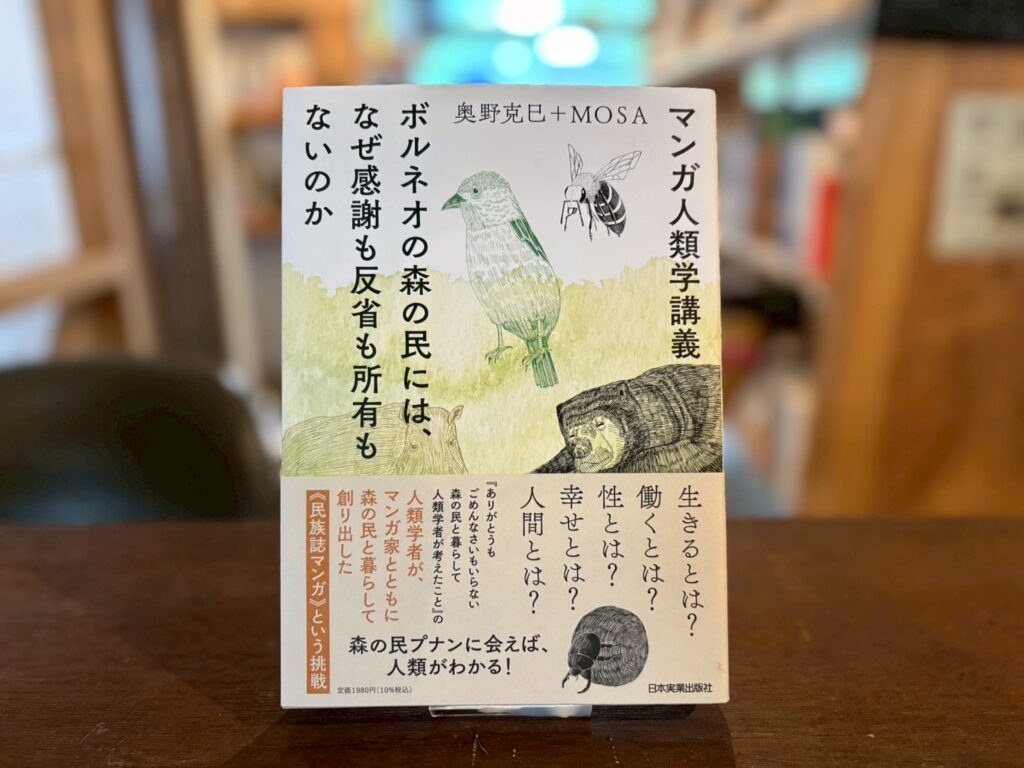 マンガ人類学講義
奥野克巳+MOSA
ボルネオの森の民には、
なぜ感謝も反省も所有も
ないのか
生きるとは?
働くとは?
性とは?
幸せとは?
人間とは?
『ありがとうも
ごめんなさいもいらない
森の民と暮らして
人類学者が考えたこと』の
人類学者が、
マンガ家とともに
森の民と暮らして
創り出した
《民族誌マンガ》という挑戦
森の民プナンに会えば、
人類がわかる!
定価1980円(10%税込)
日本実業出版社